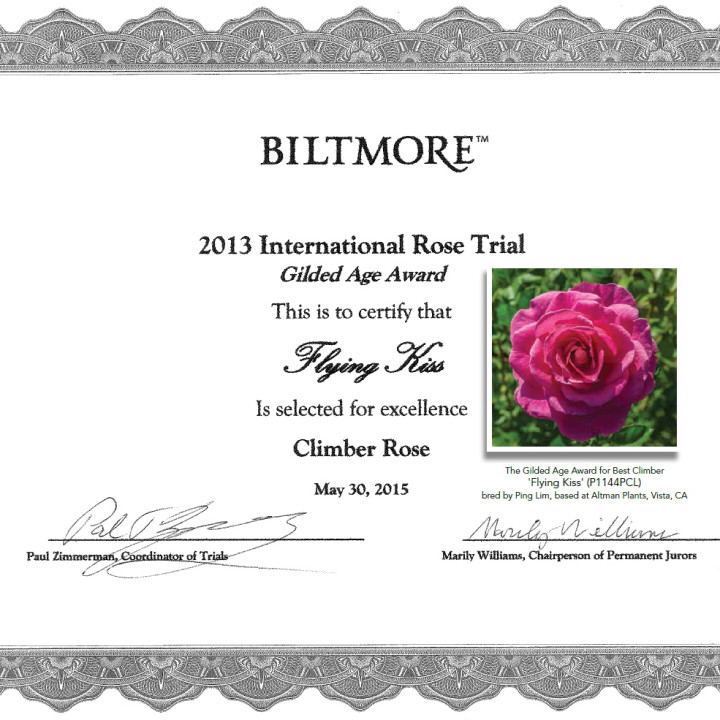 BILTMORE™
2013 International Rose Trial
Gilded Age Award
This is to certify that
Flying Kiss
Is selected for excellence
Climber Rose
May 30, 2015
The Gilded Age Award for Best Climber
'Flying Kiss' (P1144PCL)
bred by Ping Lim, based at Altman Plants, Vista, CA
Paul Zimmerman, Coordinator of Trials
Marily Williams
Marily Williams, Chairperson of Permanent Jurors